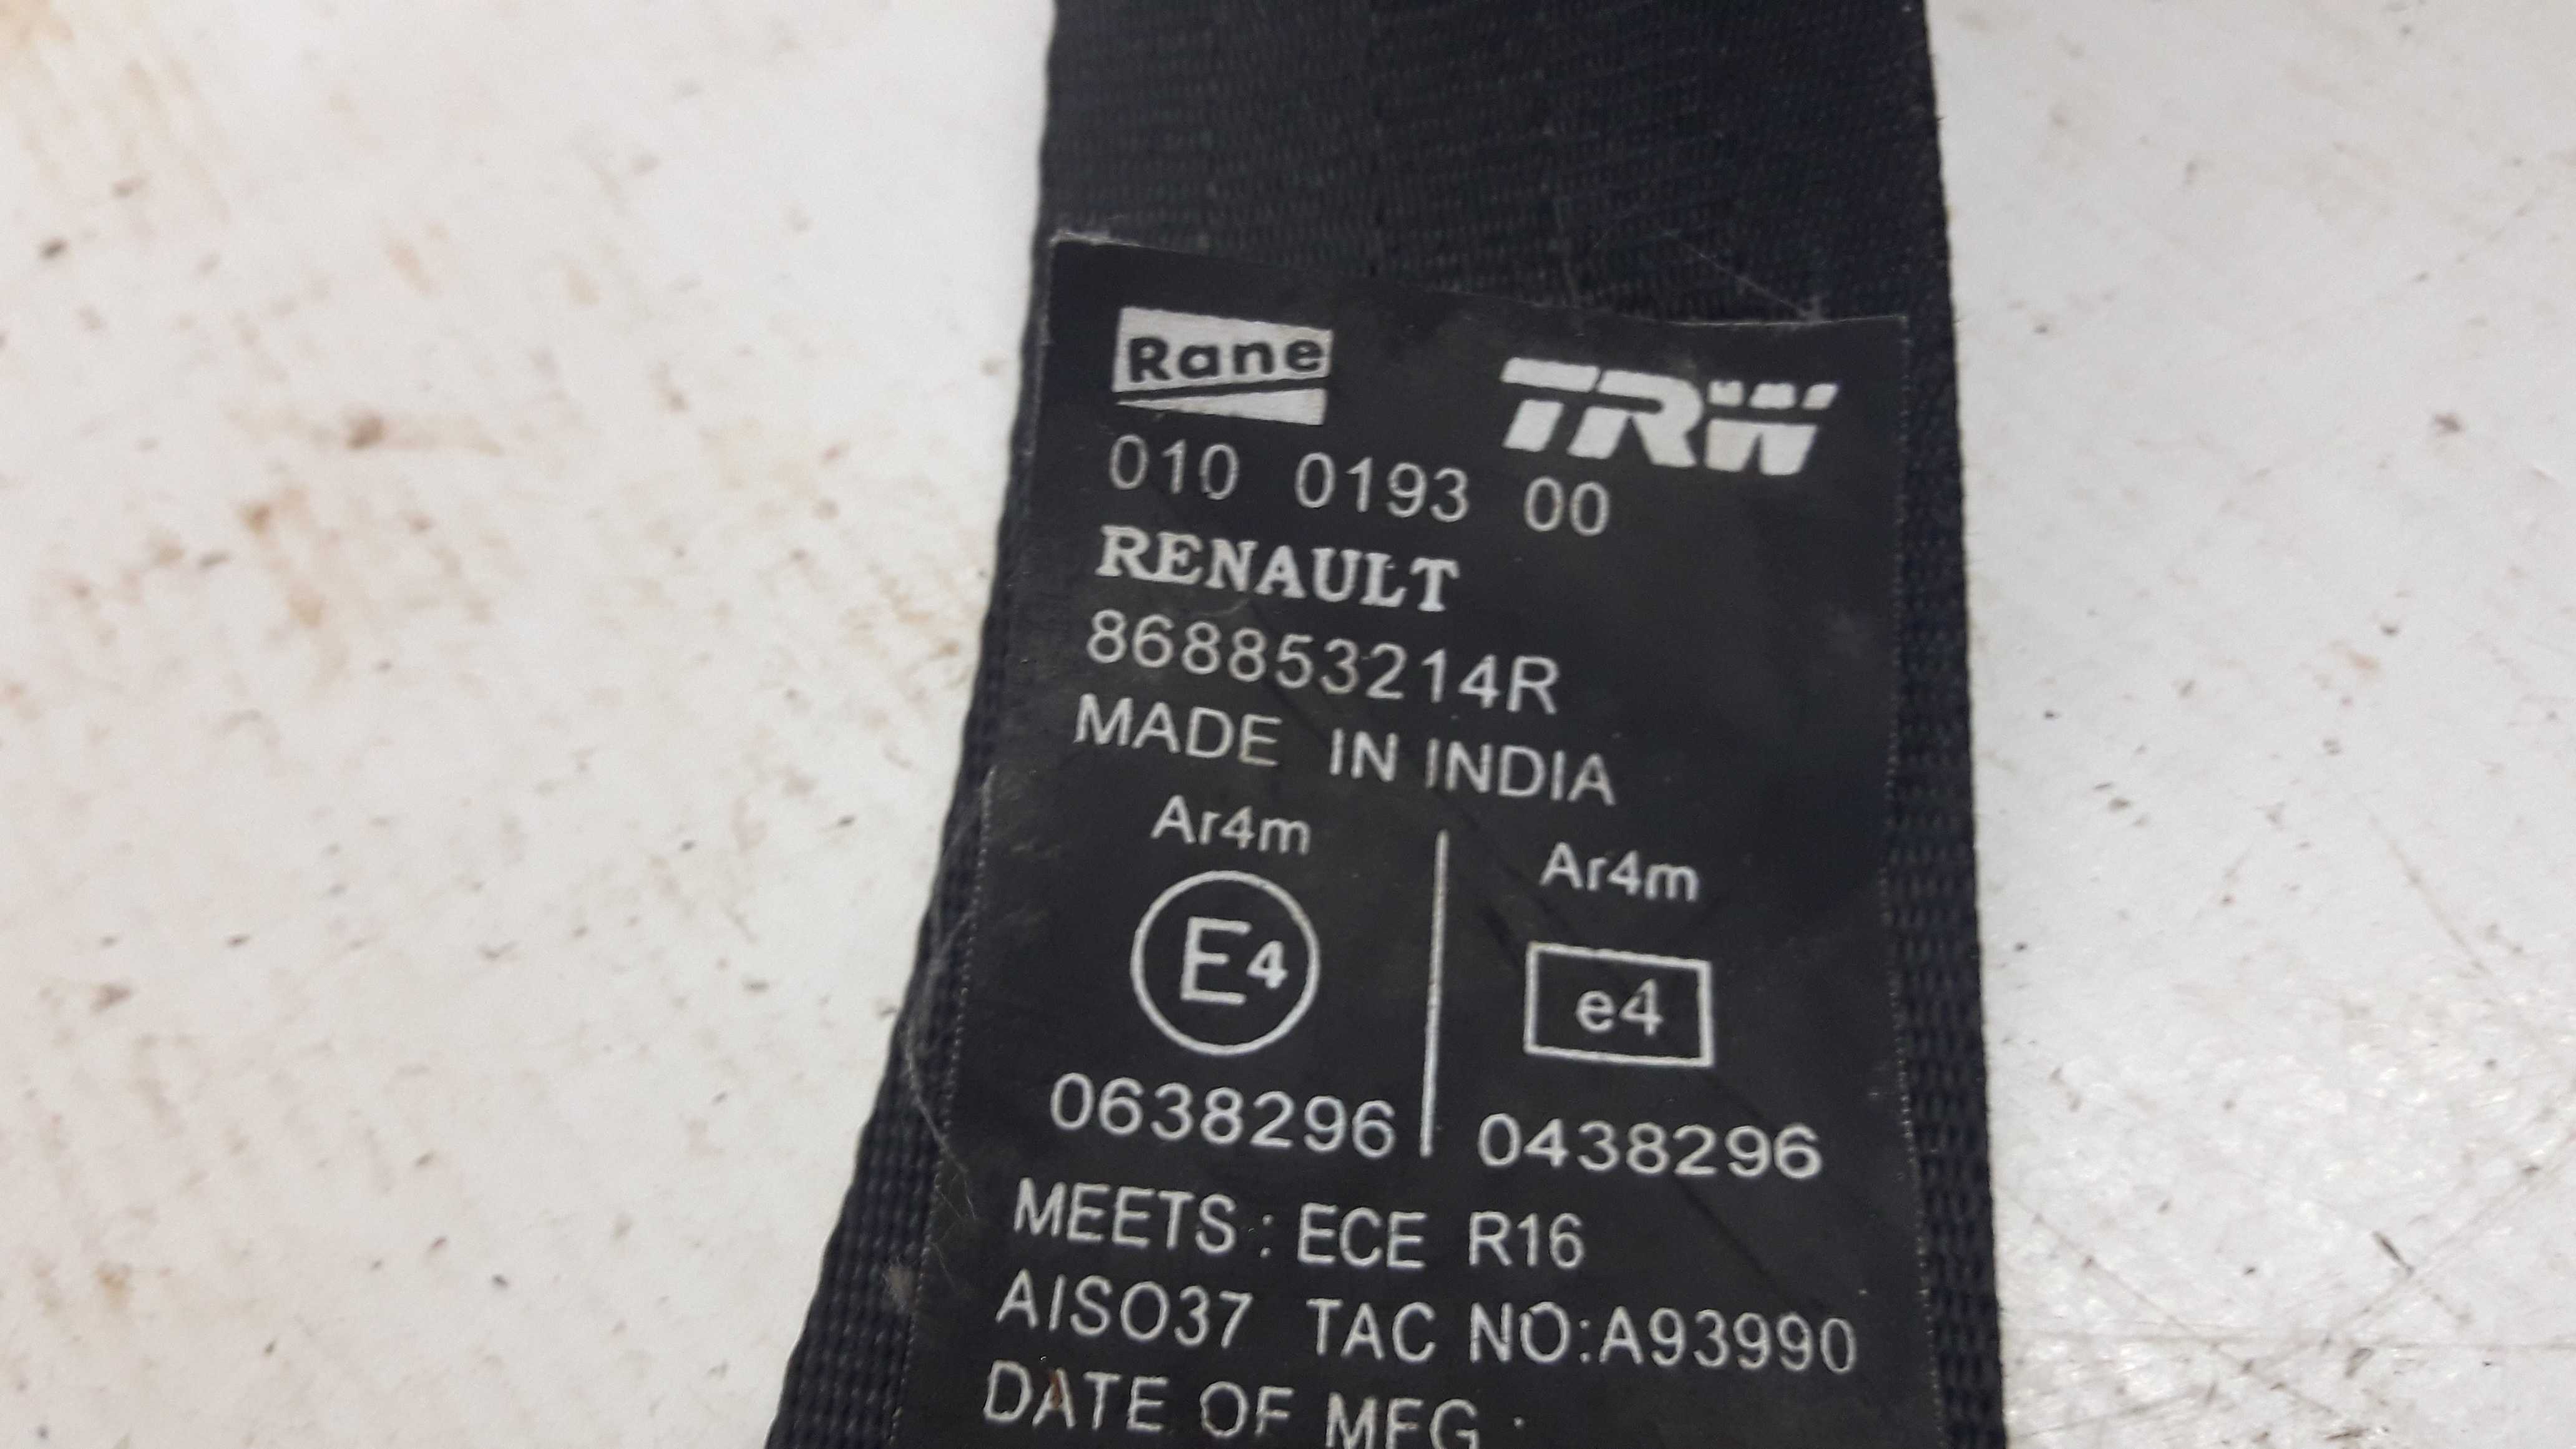 Rane TRW
010 0193 00
RENAULT
868853214R
MADE IN INDIA
Ar4m Ar4m
E4 e4
0638296 0438296
MEETS : ECE R16
AISO37 TAC NO:A93990
DATE OF MFG :